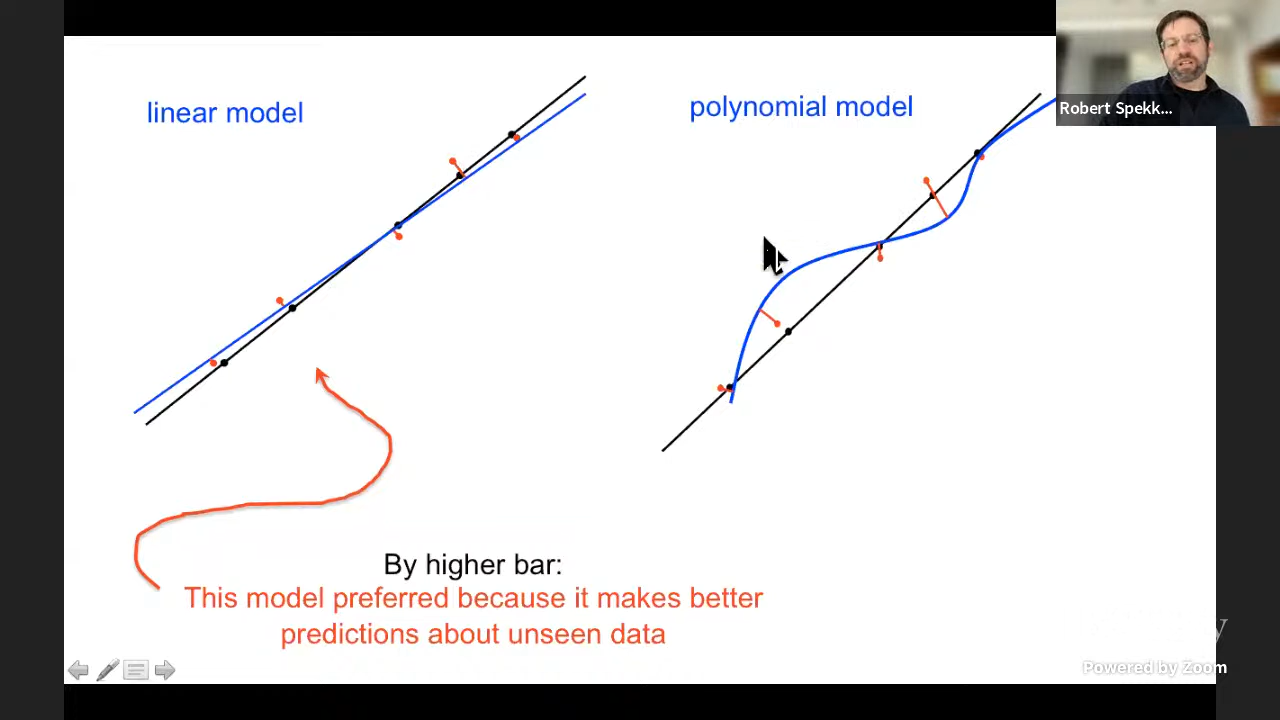 linear model
polynomial model
Robert Spekk...
By higher bar:
This model preferred because it makes better
predictions about unseen data
Powered by Zoom